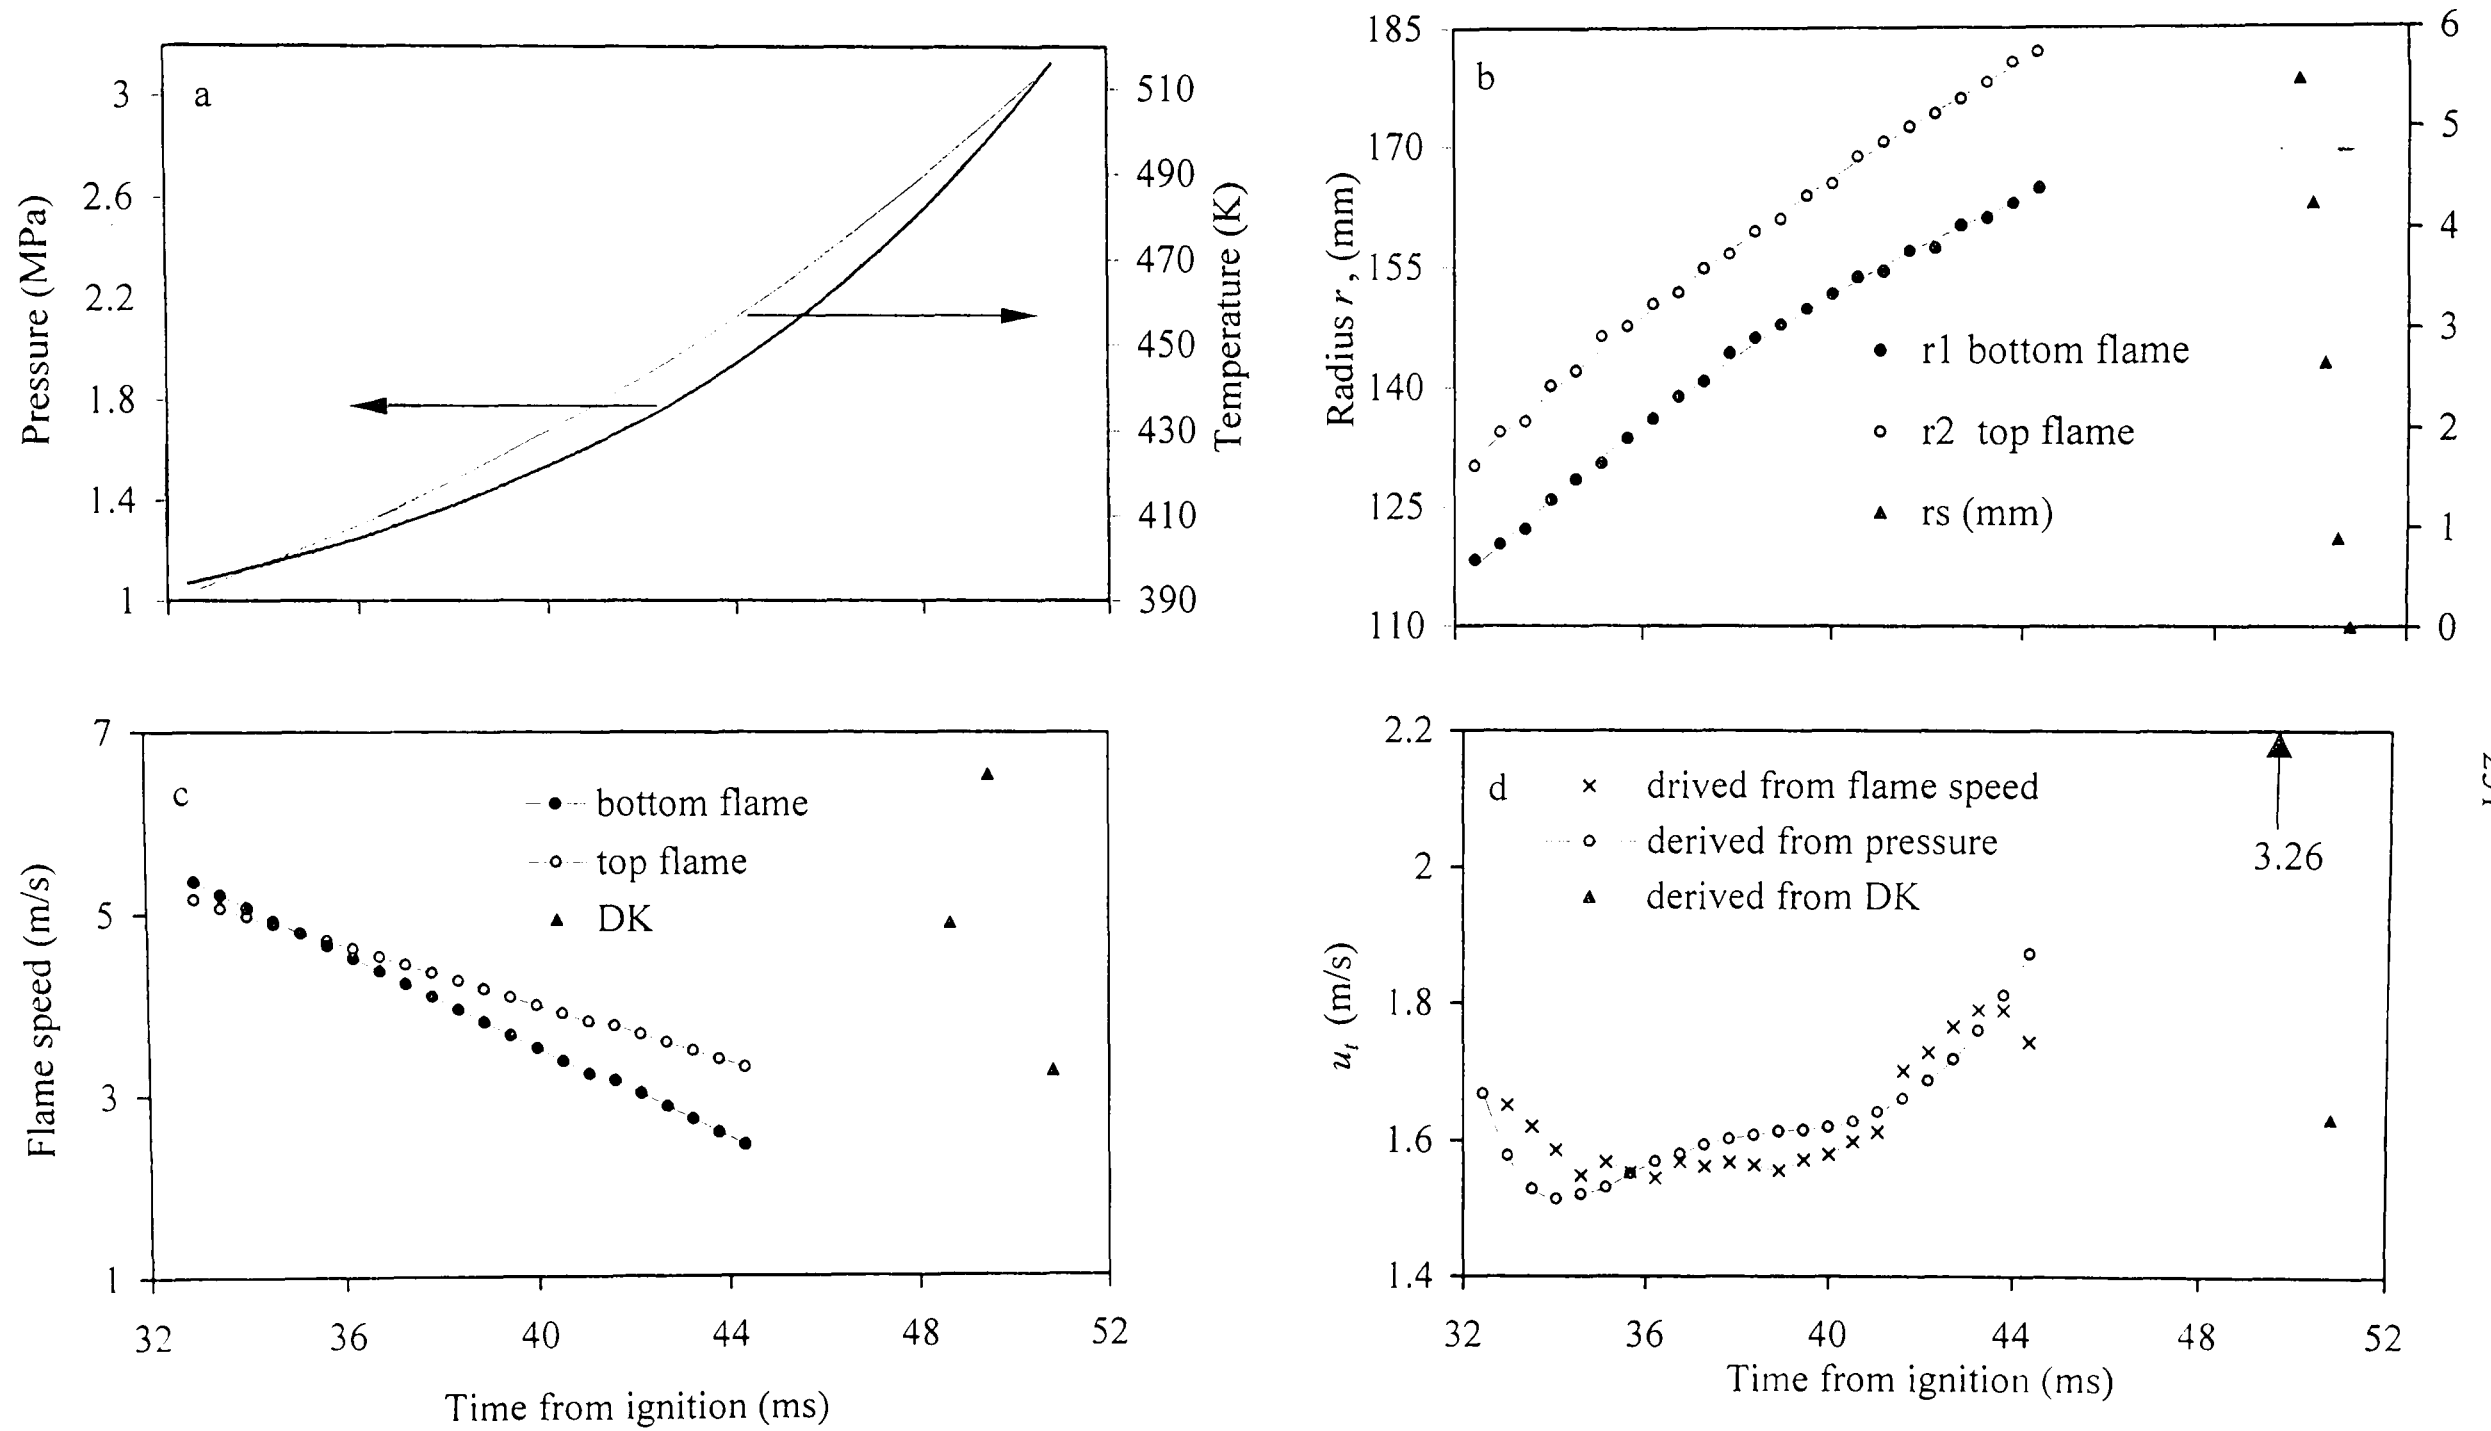 a
3
2.6
2.2
1.8
1.4
1
Pressure (MPa)
510
490
470
450
430
410
390
Temperature (K)
b
185
170
155
140
125
110
Radius r, (mm)
6
5
4
3
2
1
0
r1 bottom flame
r2 top flame
rs (mm)
c
7
5
3
1
Flame speed (m/s)
bottom flame
top flame
DK
32 36 40 44 48 52
Time from ignition (ms)
d
2.2
2
1.8
1.6
1.4
u_t (m/s)
drived from flame speed
derived from pressure
derived from DK
3.26
32 36 40 44 48 52
Time from ignition (ms)